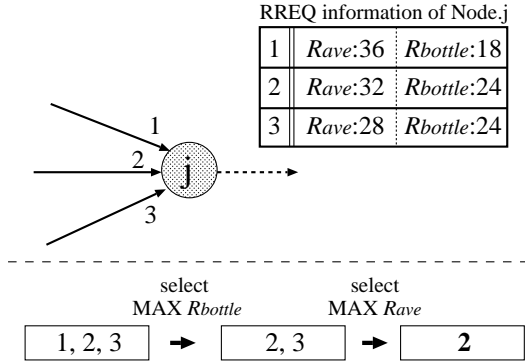 RREQ information of Node.j
1 Rave:36 Rbottle:18
2 Rave:32 Rbottle:24
3 Rave:28 Rbottle:24
1
2
3
j
select
MAX Rbottle
select
MAX Rave
1, 2, 3
2, 3
2